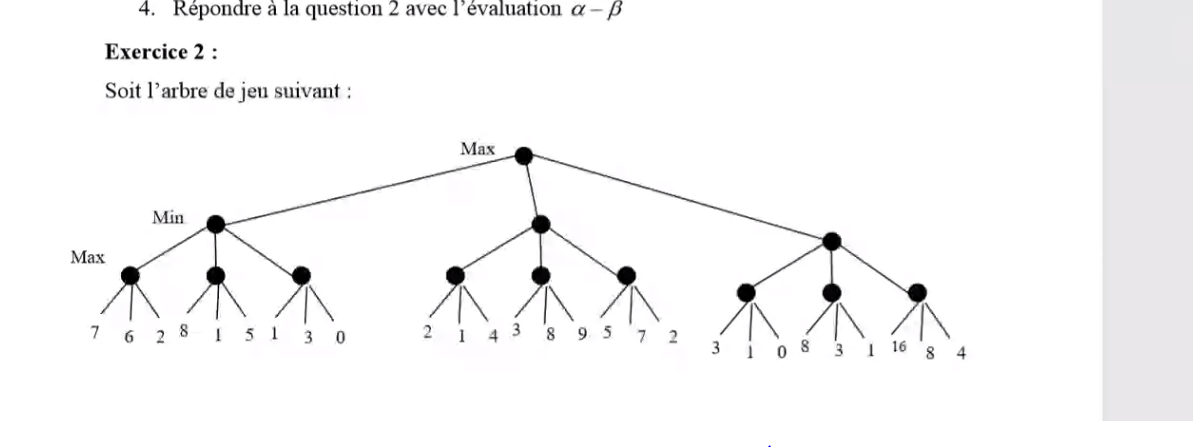 4. Répondre à la question 2 avec l’évaluation α – β
Exercice 2 :
Soit l’arbre de jeu suivant :
Max
Min
Max
7 6 2 8 1 5 1 3 0 2 1 4 3 8 9 5 7 2 3 1 0 8 3 1 16 8 4